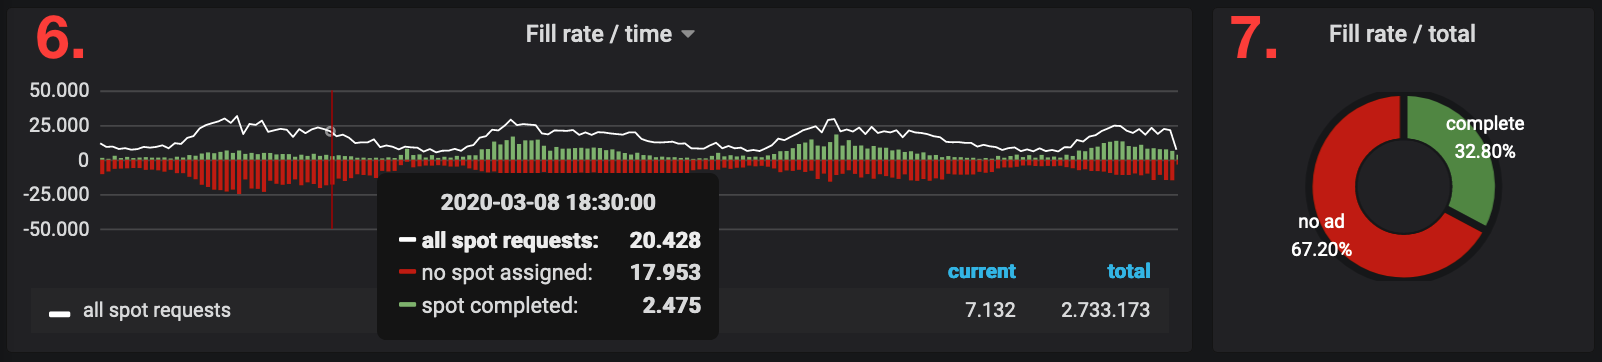 6.
Fill rate / time
50.000
25.000
0
-25.000
-50.000
2020-03-08 18:30:00
all spot requests: 20.428
no spot assigned: 17.953
spot completed: 2.475
current total
all spot requests 7.132 2.733.173
7.
Fill rate / total
complete
32.80%
no ad
67.20%